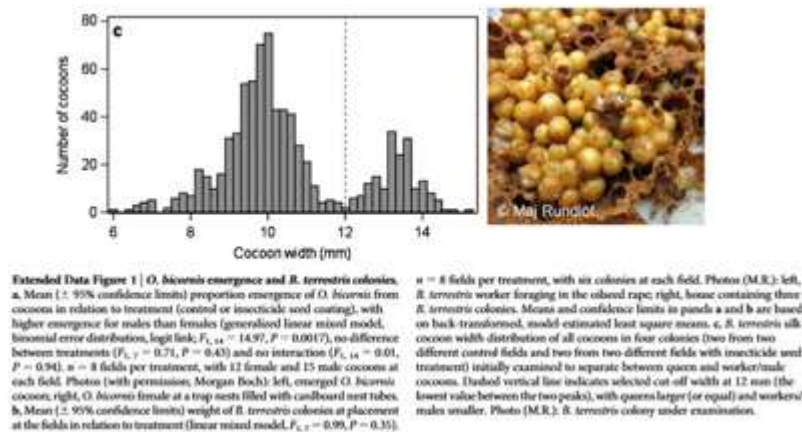 80
c
60
40
20
0
Number of cocoons
6
8
10
12
14
Cocoon width (mm)
© Maj Rundlöf
Extended Data Figure 1 | O. bicornis emergence and B. terrestris colonies.
a, Mean (± 95% confidence limits) proportion emergence of O. bicornis from
cocoons in relation to treatment (control or insecticide seed coating), with
higher emergence for males than females (generalized linear mixed model,
binomial error distribution, logit link; F1, 14 = 14.97, P = 0.0017), no difference
between treatments (F1, 7 = 0.71, P = 0.43) and no interaction (F1, 14 = 0.01,
P = 0.94). n = 8 fields per treatment, with 12 female and 15 male cocoons at
each field. Photos (with permission; Morgan Boch): left, emerged O. bicornis
cocoon; right, O. bicornis female at a trap nests filled with cardboard nest tubes.
b, Mean (± 95% confidence limits) weight of B. terrestris colonies at placement
at the fields in relation to treatment (linear mixed model, F1, 7 = 0.99, P = 0.35).
n = 8 fields per treatment, with six colonies at each field. Photos (M.R.): left,
B. terrestris worker foraging in the oilseed rape; right, house containing three
B. terrestris colonies. Means and confidence limits in panels a and b are based
on back-transformed, model-estimated least square means. c, B. terrestris silk
cocoon width distribution of all cocoons in four colonies (two from two
different control fields and two from two different fields with insecticide seed
treatment) initially examined to separate between queen and worker/male
cocoons. Dashed vertical line indicates selected cut-off width at 12 mm (the
lowest value between the two peaks), with queens larger (or equal) and workers/
males smaller. Photo (M.R.): B. terrestris colony under examination.